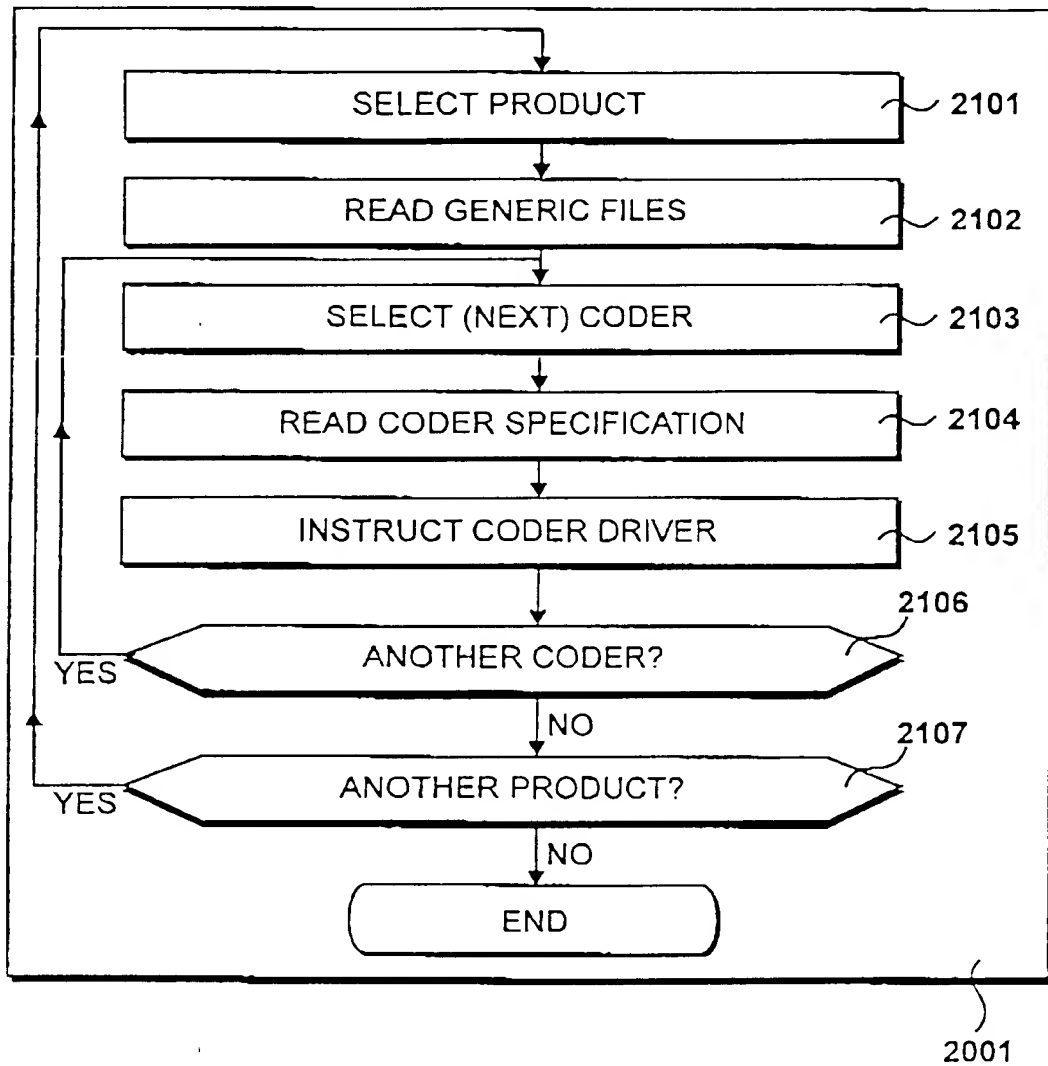 SELECT PRODUCT
2101
READ GENERIC FILES
2102
SELECT (NEXT) CODER
2103
READ CODER SPECIFICATION
2104
INSTRUCT CODER DRIVER
2105
2106
ANOTHER CODER?
YES
NO
2107
ANOTHER PRODUCT?
YES
NO
END
2001